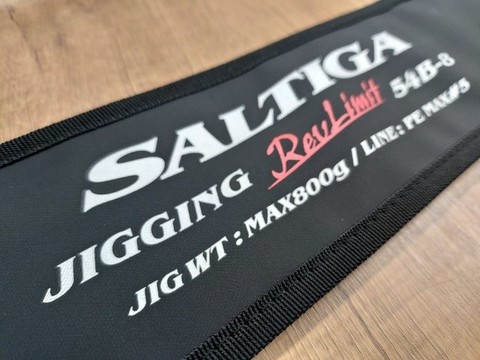 SALTIGA
JIGGING RevLimit 54B-8
JIG WT : MAX800g / LINE : PE MAX#5